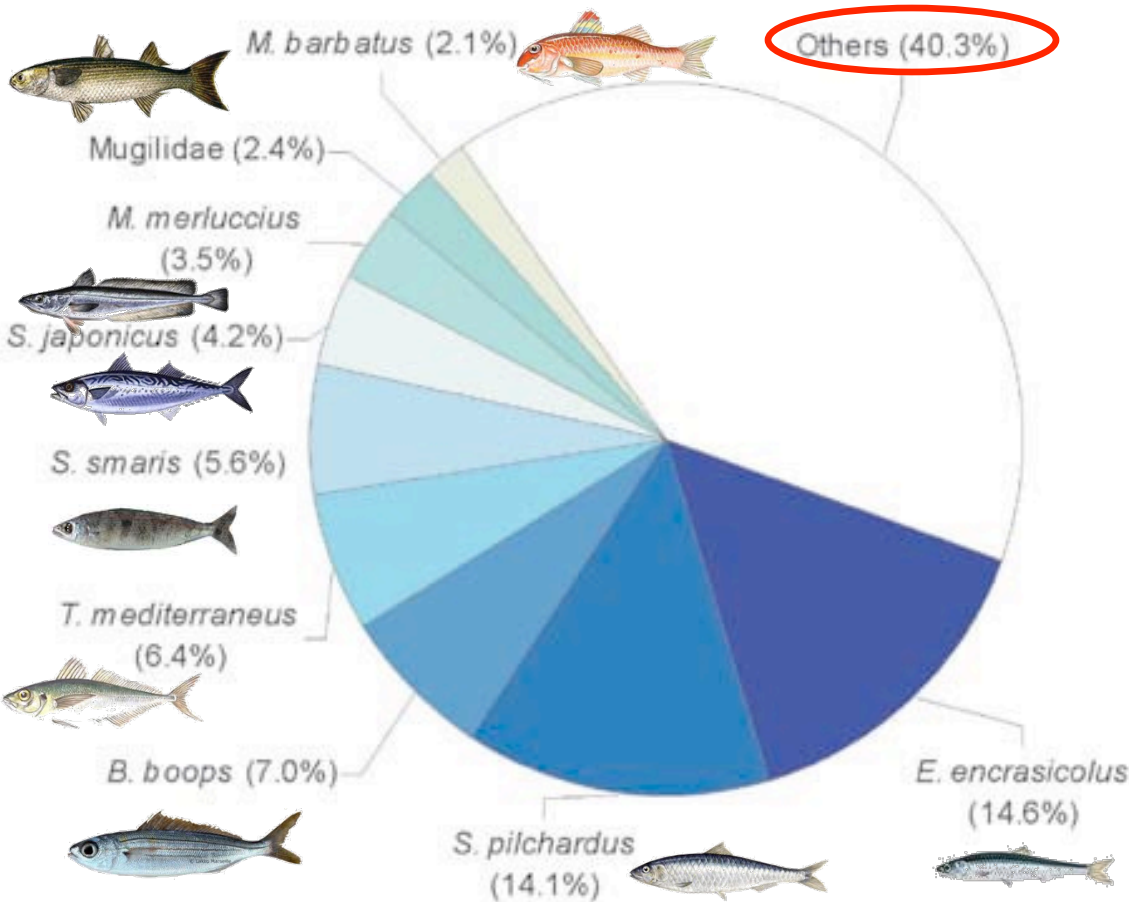 M. barbatus (2.1%)
Others (40.3%)
Mugilidae (2.4%)
M. merluccius
(3.5%)
S. japonicus (4.2%)
S. smaris (5.6%)
T. mediterraneus
(6.4%)
B. boops (7.0%)
S. pilchardus
(14.1%)
E. encrasicolus
(14.6%)